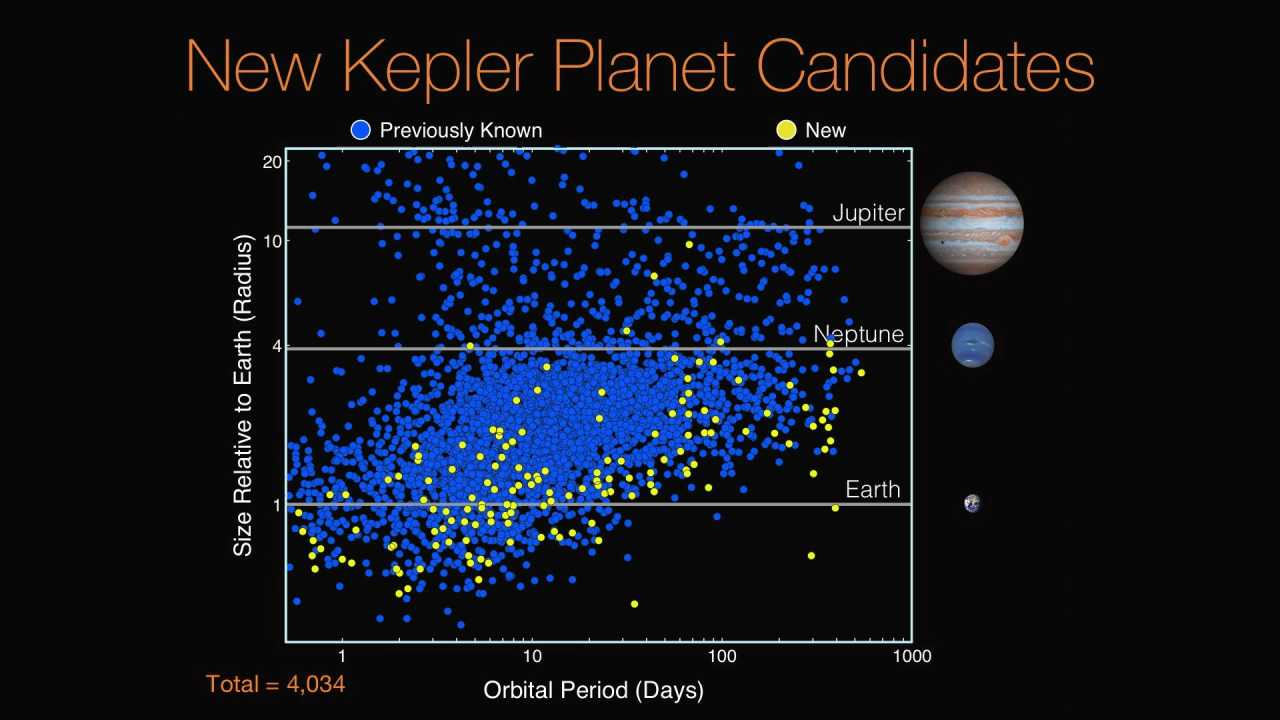 New Kepler Planet Candidates
Previously Known
New
20
10
4
1
Size Relative to Earth (Radius)
Jupiter
Neptune
Earth
1
10
100
1000
Orbital Period (Days)
Total = 4,034